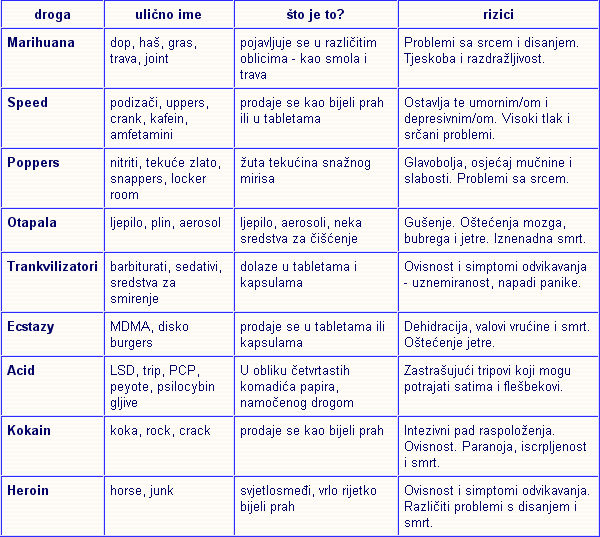 droga ulično ime što je to? rizici
Marihuana dop, haš, gras, pojavljuje se u različitim Problemi sa srcem i disanjem.
trava, joint oblicima - kao smola i Tjeskoba i razdražljivost.
trava
Speed podizači, uppers, prodaje se kao bijeli prah Ostavlja te umornim/om i
crank, kafein, ili u tabletama depresivnim/om. Visoki tlak i
amfetamini srčani problemi.
Poppers nitriti, tekuće zlato, žuta tekućina snažnog Glavobolja, osjećaj mučnine i
snappers, locker mirisa slabosti. Problemi sa srcem.
room
Otapala ljepilo, plin, aerosol ljepilo, aerosoli, neka Gušenje. Oštećenja mozga,
sredstva za čišćenje bubrega i jetre. Iznenadna smrt.
Trankvilizatori barbiturati, sedativi, dolaze u tabletama i Ovisnost i simptomi odvikavanja
sredstva za kapsulama - uznemiranost, napadi panike.
smirenje
Ecstazy MDMA, disko prodaje se u tabletama ili Dehidracija, valovi vrućine i smrt.
burgers kapsulama Oštećenje jetre.
Acid LSD, trip, PCP, U obliku četvrtastih Zastrašujući tripovi koji mogu
peyote, psilocybin komadića papira, potrajati satima i flešbekovi.
gljive namočenog drogom
Kokain koka, rock, crack prodaje se kao bijeli prah Intezivni pad raspoloženja.
Ovisnost. Paranoja, iscrpljenost
i smrt.
Heroin horse, junk svjetlosmeđi, vrlo rijetko Ovisnost i simptomi odvikavanja.
bijeli prah Različiti problemi s disanjem i
smrt.